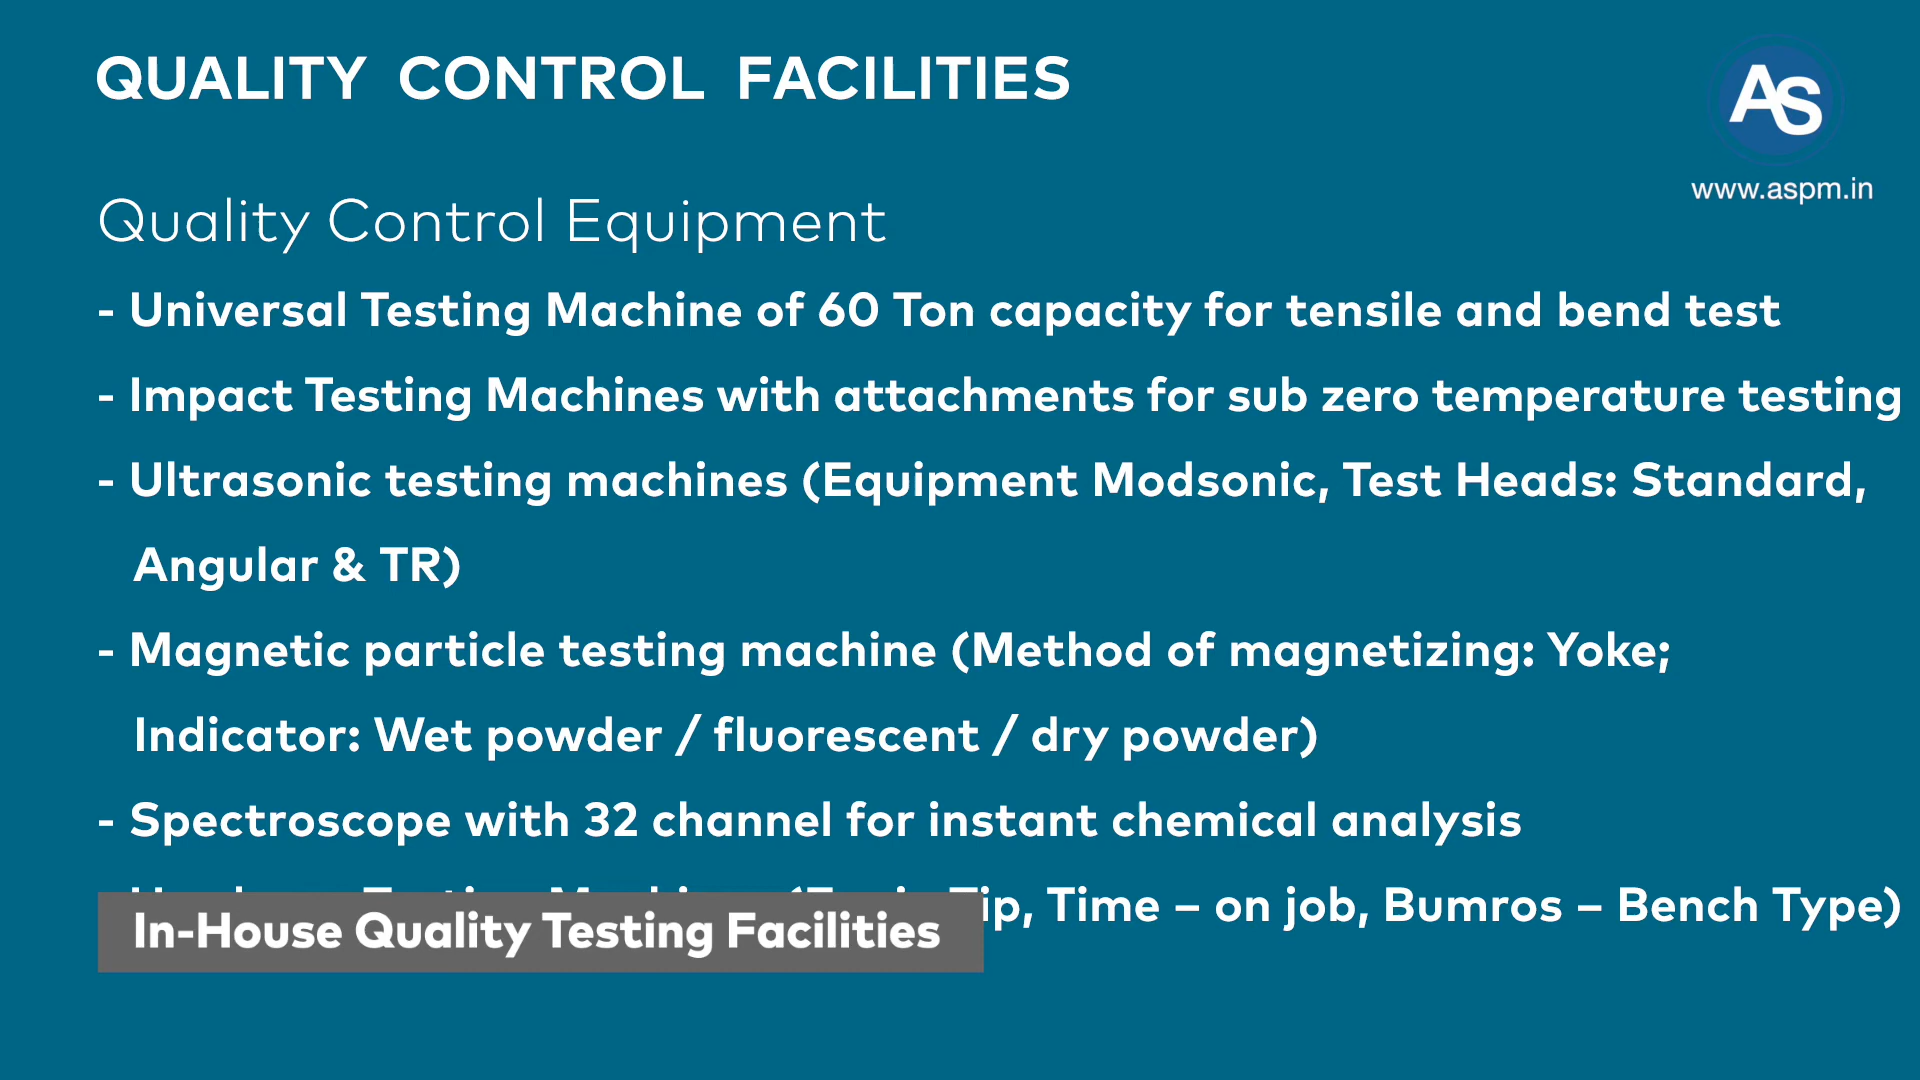 QUALITY CONTROL FACILITIES
AS
www.aspm.in
Quality Control Equipment
- Universal Testing Machine of 60 Ton capacity for tensile and bend test
- Impact Testing Machines with attachments for sub zero temperature testing
- Ultrasonic testing machines (Equipment Modsonic, Test Heads: Standard,
Angular & TR)
- Magnetic particle testing machine (Method of magnetizing: Yoke;
Indicator: Wet powder / fluorescent / dry powder)
- Spectroscope with 32 channel for instant chemical analysis
Time – on job, Bumros – Bench Type)
In-House Quality Testing Facilities